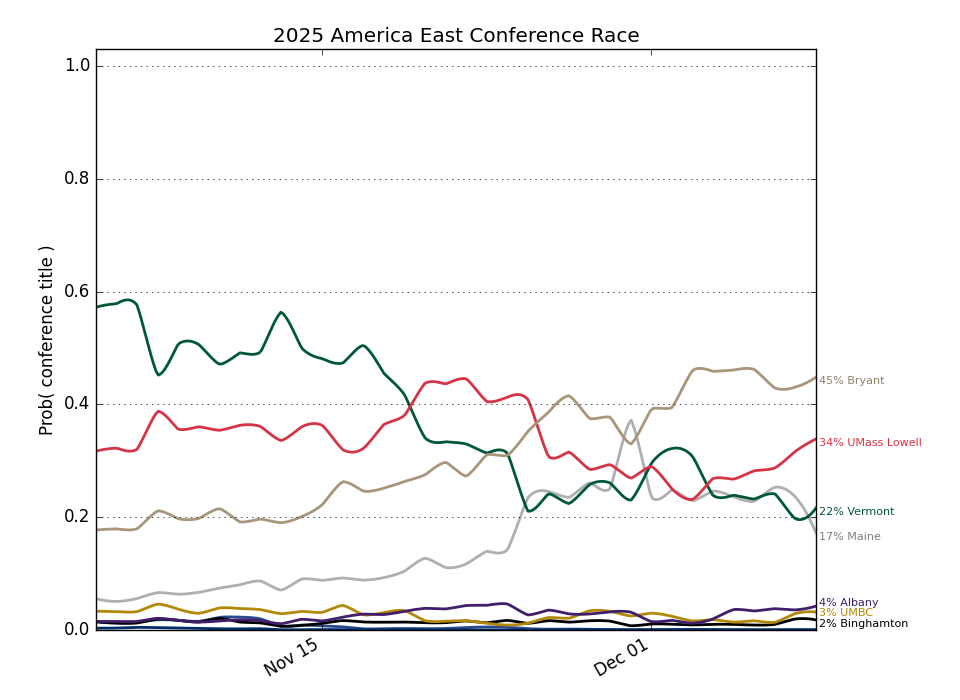 2025 America East Conference Race
Prob( conference title )
1.0
0.8
0.6
0.4
0.2
0.0
Nov 15
Dec 01
45% Bryant
34% UMass Lowell
22% Vermont
17% Maine
4% Albany
3% UMBC
2% Binghamton